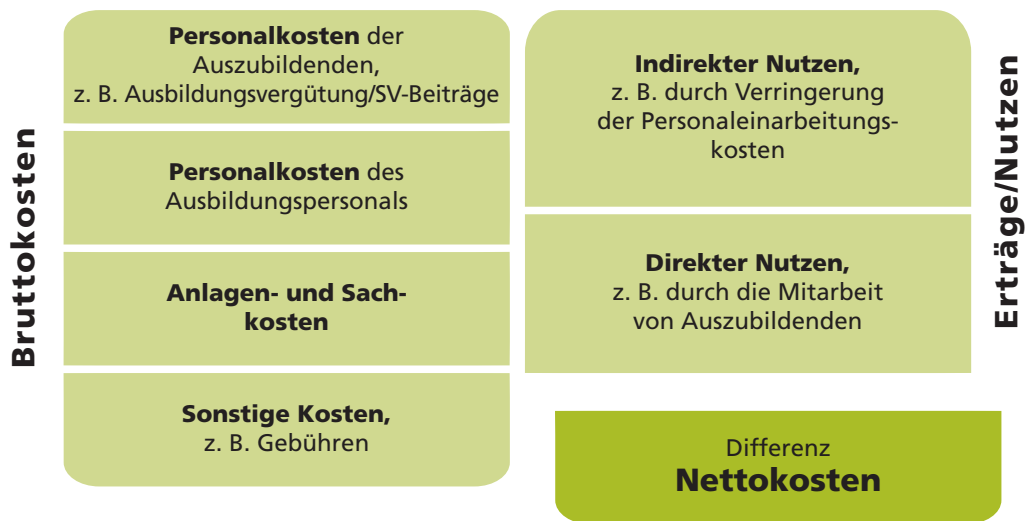 Bruttokosten
Personalkosten der
Auszubildenden,
z. B. Ausbildungsvergütung/SV-Beiträge
Personalkosten des
Ausbildungspersonals
Anlagen- und Sach-
kosten
Sonstige Kosten,
z. B. Gebühren
Indirekter Nutzen,
z. B. durch Verringerung
der Personaleinarbeitungs-
kosten
Direkter Nutzen,
z. B. durch die Mitarbeit
von Auszubildenden
Erträge/Nutzen
Differenz
Nettokosten